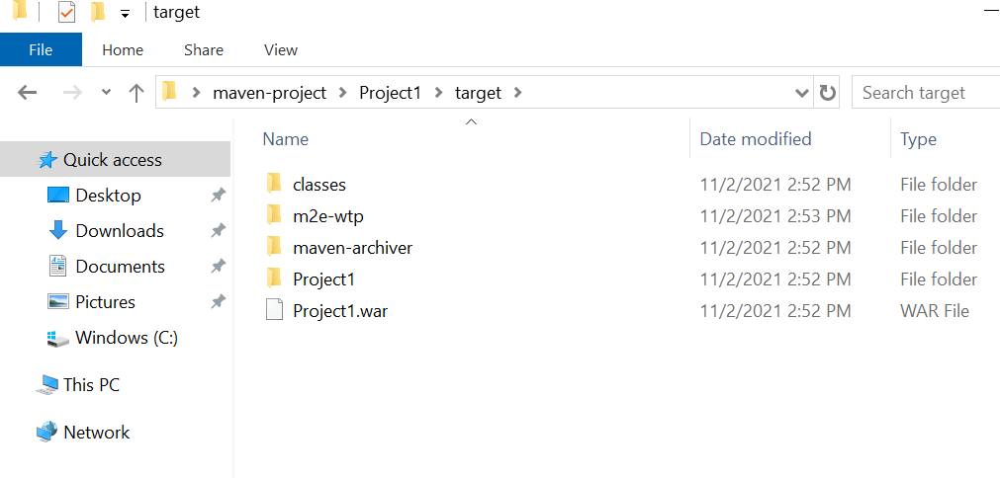 target
File Home Share View
maven-project Project1 target Search target
Name Date modified Type
Quick access
Desktop
Downloads
Documents
Pictures
Windows (C:)
This PC
Network
classes 11/2/2021 2:52 PM File folder
m2e-wtp 11/2/2021 2:53 PM File folder
maven-archiver 11/2/2021 2:52 PM File folder
Project1 11/2/2021 2:52 PM File folder
Project1.war 11/2/2021 2:52 PM WAR File